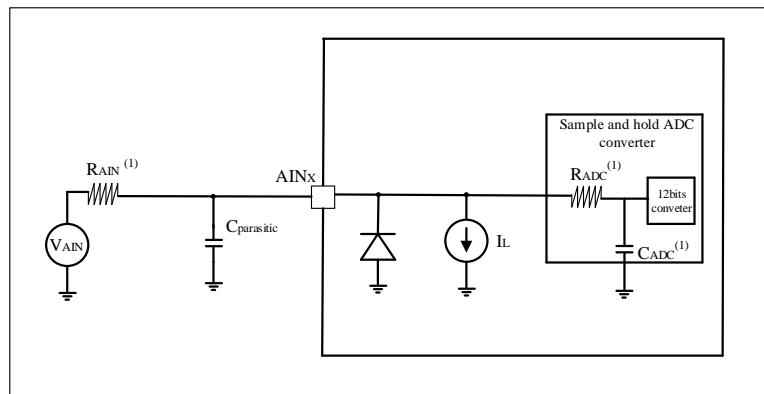 Sample and hold ADC
converter
RAIN (1)
AINX
RADC(1)
12bits
conveter
Cparasitic
VAIN
IL
CADC(1)